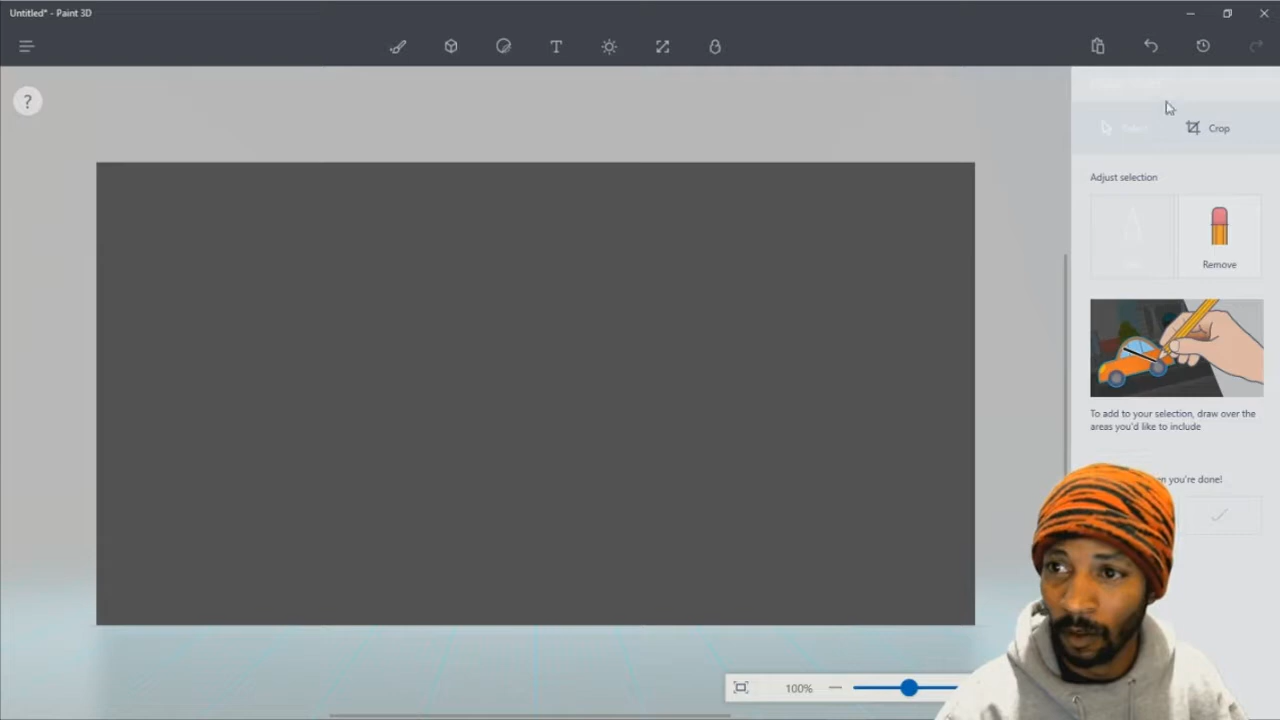 Untitled* - Paint 3D
?
Select
Crop
Adjust selection
Remove
To add to your selection, draw over the
areas you'd like to include
en you're done!
100%